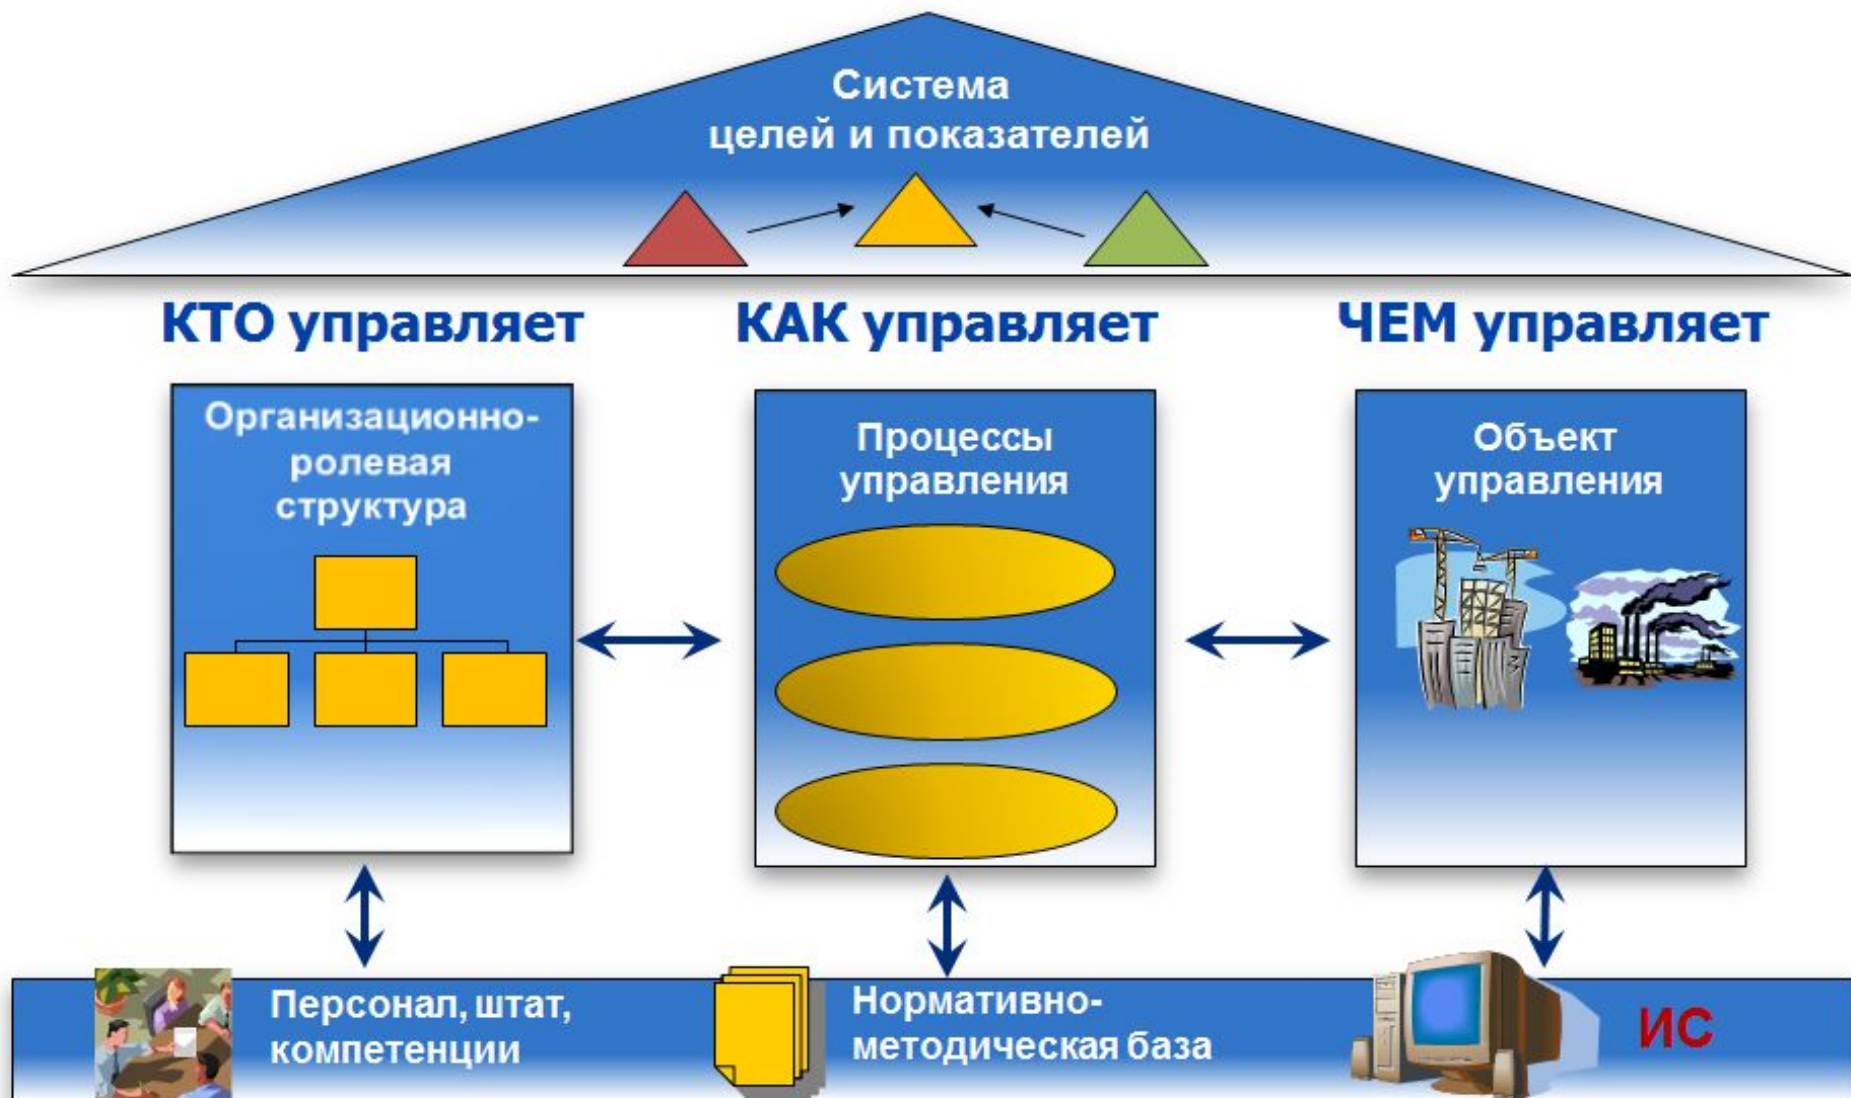 Система
целей и показателей
КТО управляет
КАК управляет
ЧЕМ управляет
Организационно-
ролевая
структура
Процессы
управления
Объект
управления
Персонал, штат,
компетенции
Нормативно-
методическая база
ИС